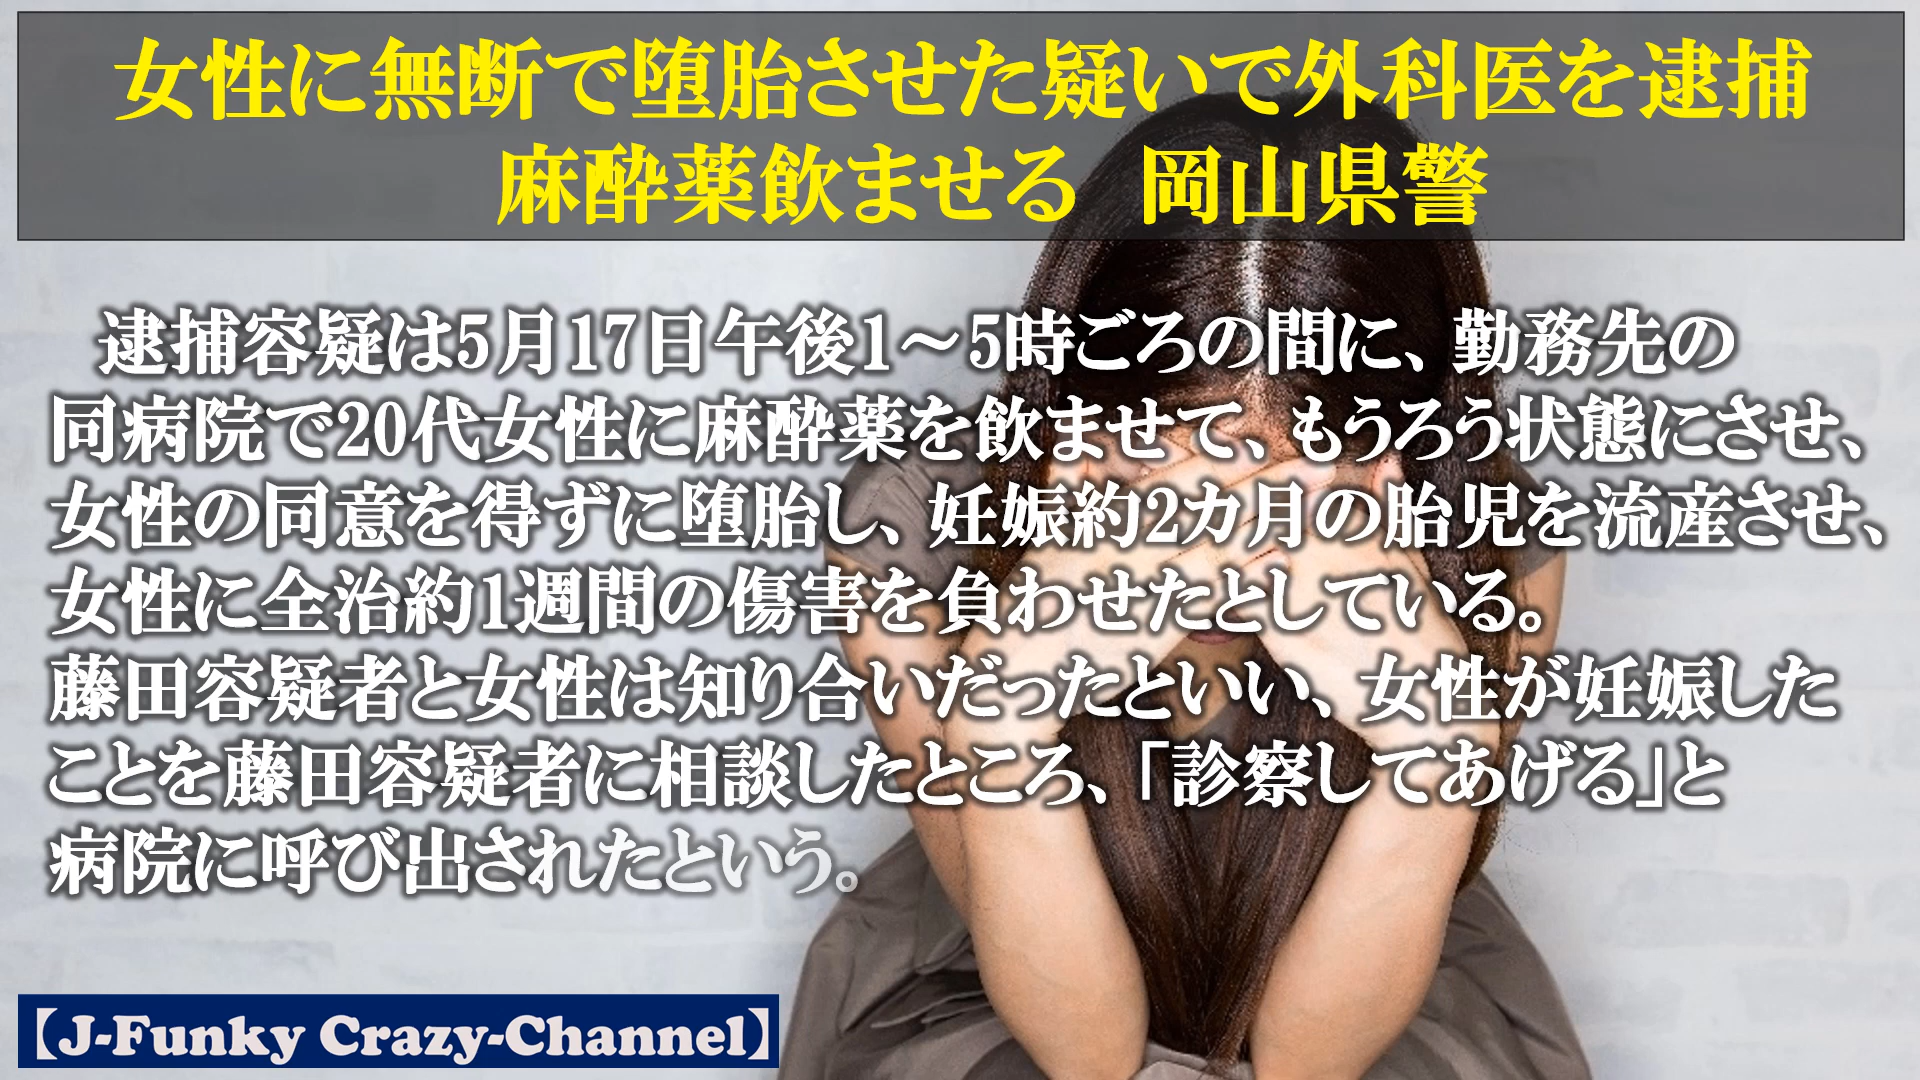 女性に無断で堕胎させた疑いで外科医を逮捕
麻酔薬飲ませる　岡山県警
逮捕容疑は5月17日午後1～5時ごろの間に、勤務先の
同病院で20代女性に麻酔薬を飲ませて、もうろう状態にさせ、
女性の同意を得ずに堕胎し、妊娠約2カ月の胎児を流産させ、
女性に全治約1週間の傷害を負わせたとしている。
藤田容疑者と女性は知り合いだったといい、女性が妊娠した
ことを藤田容疑者に相談したところ、「診察してあげる」と
病院に呼び出されたという。
【J-Funky Crazy-Channel】